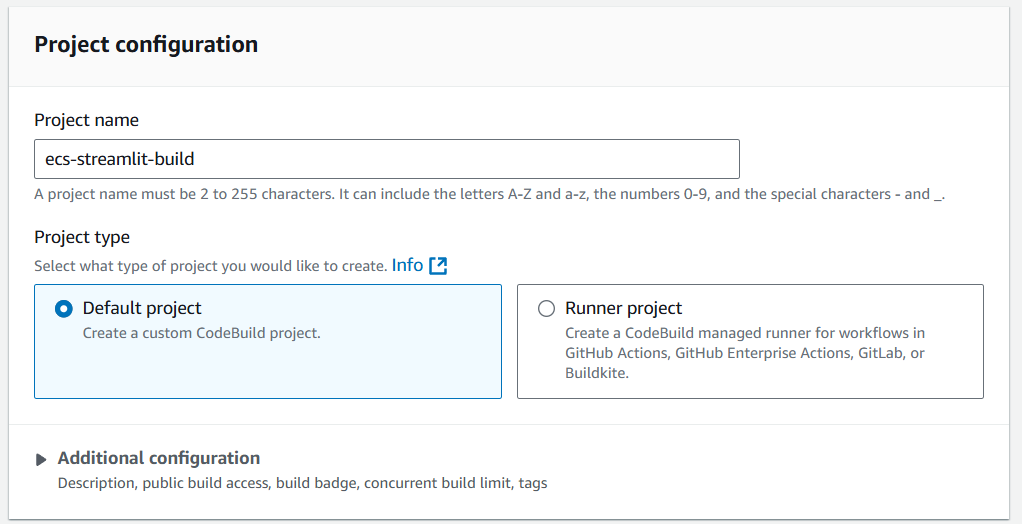 Project configuration
Project name
ecs-streamlit-build
A project name must be 2 to 255 characters. It can include the letters A-Z and a-z, the numbers 0-9, and the special characters - and _.
Project type
Select what type of project you would like to create. Info
Default project
Create a custom CodeBuild project.
Runner project
Create a CodeBuild managed runner for workflows in
GitHub Actions, GitHub Enterprise Actions, GitLab, or
Buildkite.
Additional configuration
Description, public build access, build badge, concurrent build limit, tags